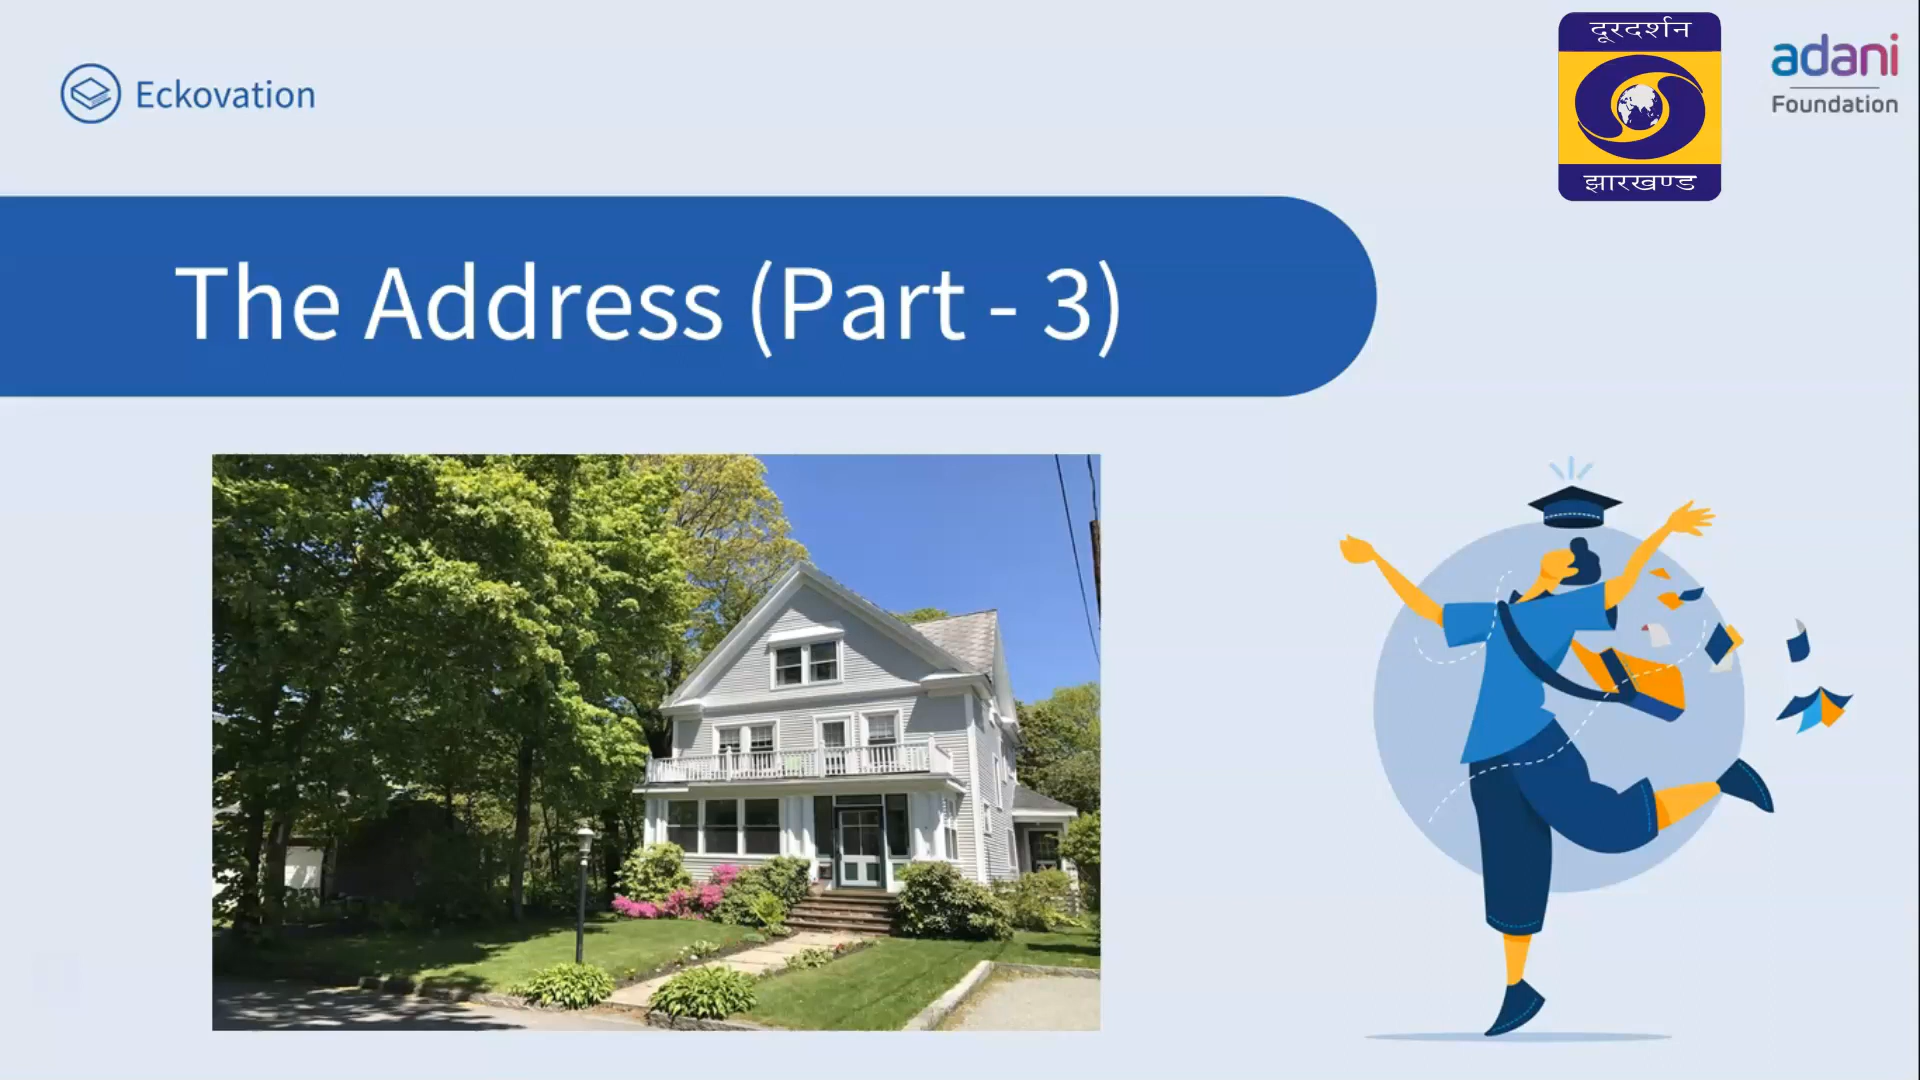 Eckovation
दूरदर्शन
झारखण्ड
adani
Foundation
The Address (Part - 3)